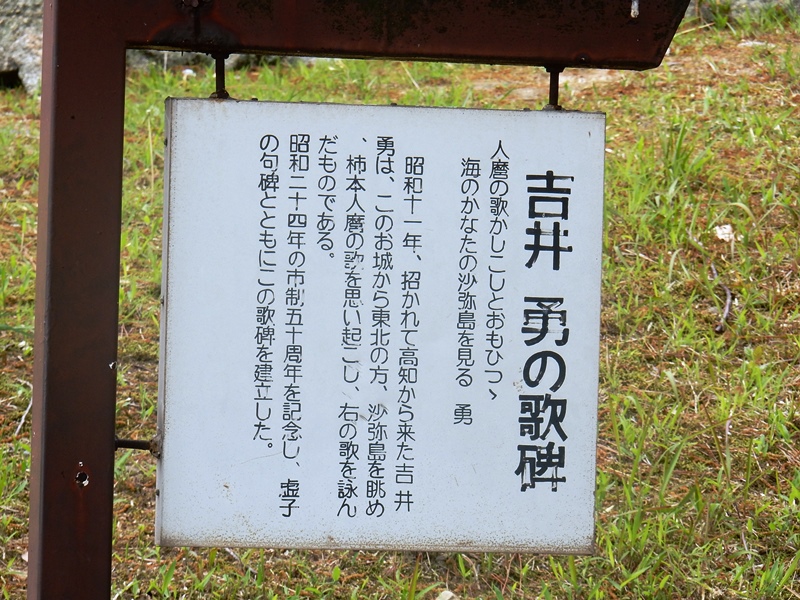 吉井　勇の歌碑
人麿の歌かしこしとおもひつゝ
海のかなたの沙弥島を見る　勇
昭和十一年、招かれて高知から来た吉井
勇は、このお城から東北の方、沙弥島を眺め
、柿本人麿の歌を思い起こし、右の歌を詠ん
だものである。
昭和二十四年の市制五十周年を記念し、虚子
の句碑とともにこの歌碑を建立した。